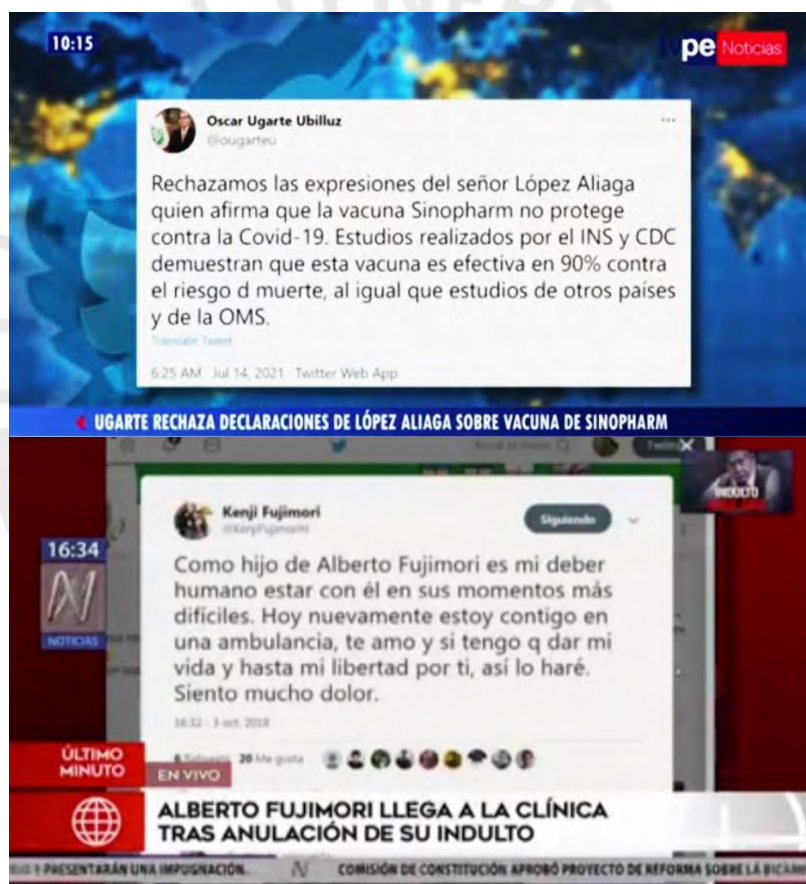 10:15
tvpe Noticias
Oscar Ugarte Ubilluz
@ougarteu
Rechazamos las expresiones del señor López Aliaga
quien afirma que la vacuna Sinopharm no protege
contra la Covid-19. Estudios realizados por el INS y CDC
demuestran que esta vacuna es efectiva en 90% contra
el riesgo d muerte, al igual que estudios de otros países
y de la OMS.
Translate Tweet
6:25 AM · Jul 14, 2021 · Twitter Web App
UGARTE RECHAZA DECLARACIONES DE LÓPEZ ALIAGA SOBRE VACUNA DE SINOPHARM
INDULTO
Kenji Fujimori
Siguiendo
16:34
N
NOTICIAS
Como hijo de Alberto Fujimori es mi deber
humano estar con él en sus momentos más
difíciles. Hoy nuevamente estoy contigo en
una ambulancia, te amo y si tengo q dar mi
vida y hasta mi libertad por ti, así lo haré.
Siento mucho dolor.
16:32 - 3 oct. 2018
6 Retweets 20 Me gusta
ÚLTIMO
MINUTO
EN VIVO
ALBERTO FUJIMORI LLEGA A LA CLÍNICA
TRAS ANULACIÓN DE SU INDULTO
Y PRESENTARÁN UNA IMPUGNACIÓN. N COMISIÓN DE CONSTITUCIÓN APROBÓ PROYECTO DE REFORMA SOBRE LA